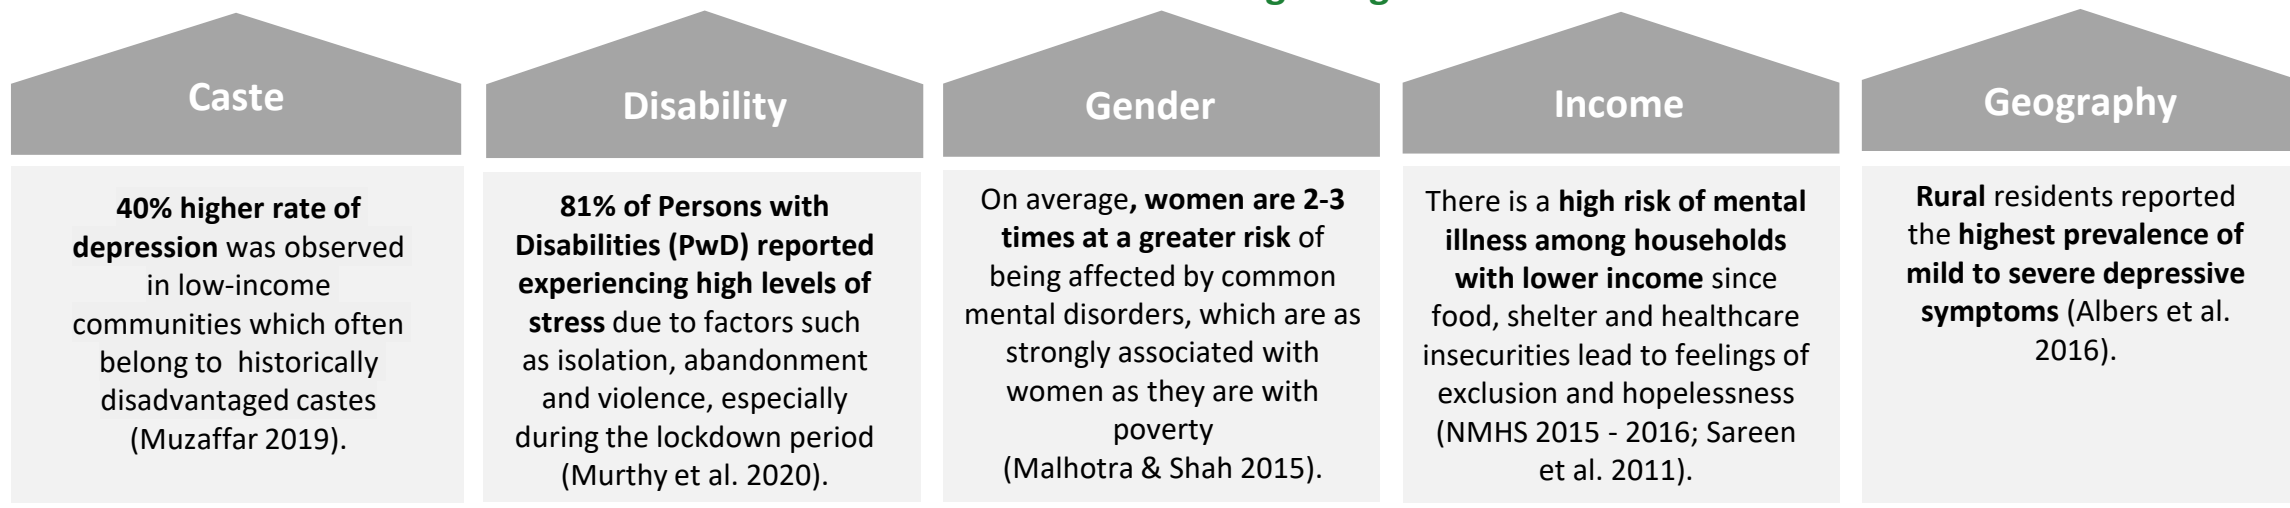 Caste
40% higher rate of
depression was observed
in low-income
communities which often
belong to  historically
disadvantaged castes
(Muzaffar 2019).
Disability
81% of Persons with
Disabilities (PwD) reported
experiencing high levels of
stress due to factors such
as isolation, abandonment
and violence, especially
during the lockdown period
(Murthy et al. 2020).
Gender
On average, women are 2-3
times at a greater risk of
being affected by common
mental disorders, which are as
strongly associated with
women as they are with
poverty
(Malhotra & Shah 2015).
Income
There is a high risk of mental
illness among households
with lower income since
food, shelter and healthcare
insecurities lead to feelings of
exclusion and hopelessness
(NMHS 2015 - 2016; Sareen
et al. 2011).
Geography
Rural residents reported
the highest prevalence of
mild to severe depressive
symptoms (Albers et al.
2016).